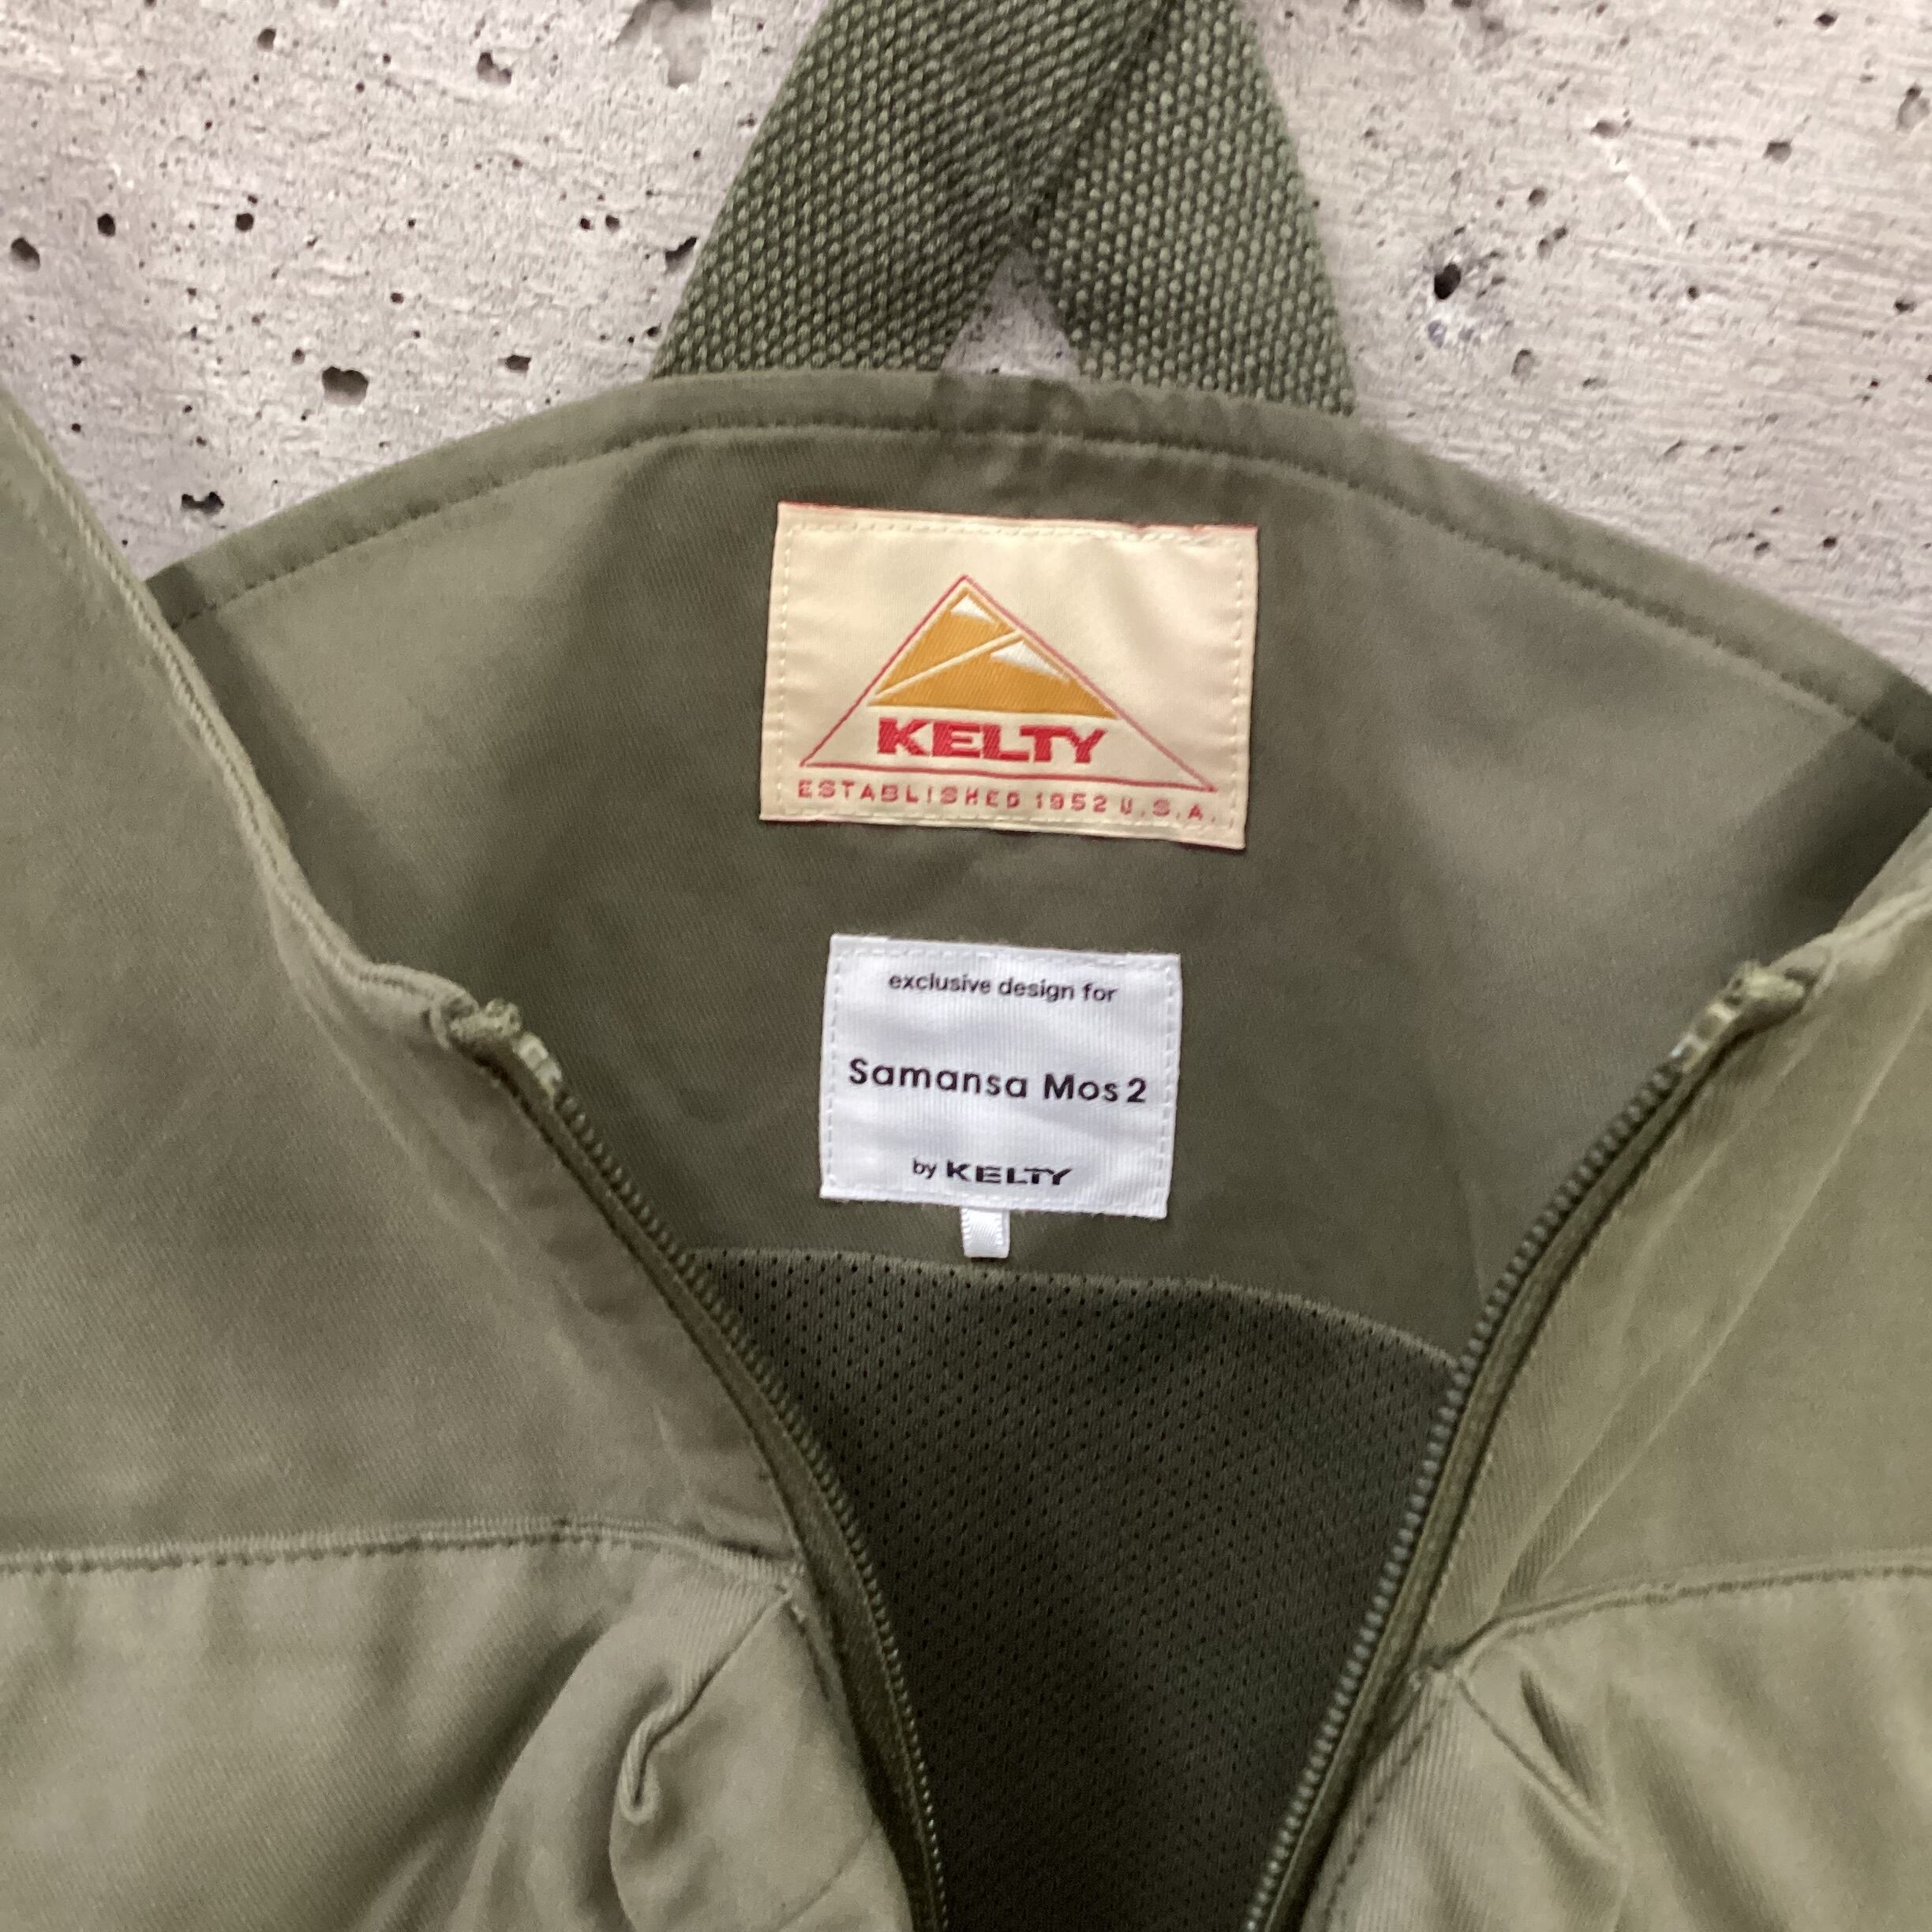 KELTY
ESTABLISHED 1952 U.S.A.
exclusive design for
Samansa Mos2
by KELTY